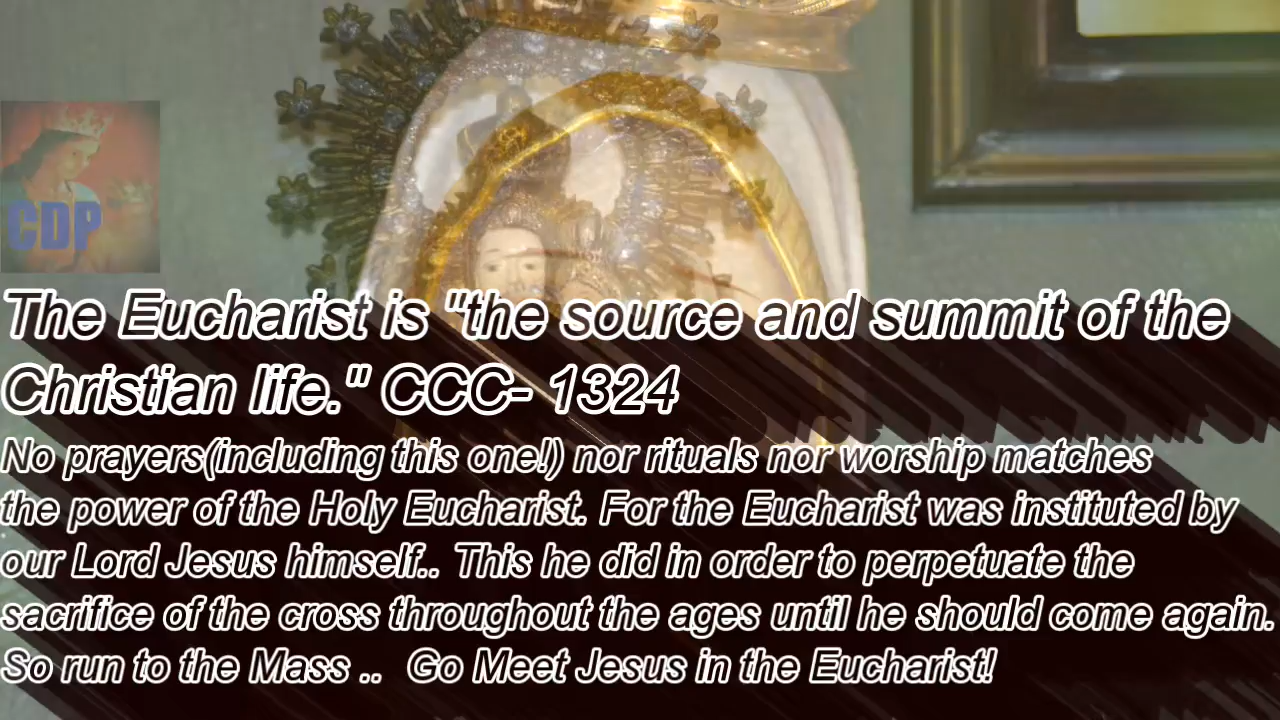 CDP
The Eucharist is "the source and summit of the
Christian life." CCC- 1324
No prayers(including this one!) nor rituals nor worship matches
the power of the Holy Eucharist. For the Eucharist was instituted by
our Lord Jesus himself.. This he did in order to perpetuate the
sacrifice of the cross throughout the ages until he should come again.
So run to the Mass .. Go Meet Jesus in the Eucharist!